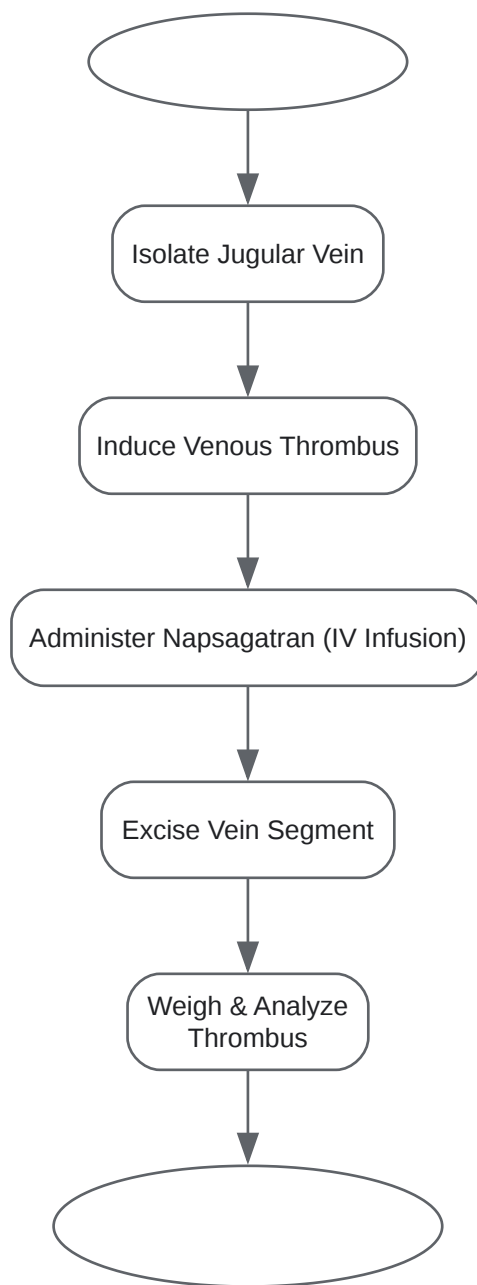 Isolate Jugular Vein
Induce Venous Thrombus
Administer Napsagatran (IV Infusion)
Excise Vein Segment
Weigh & Analyze
Thrombus